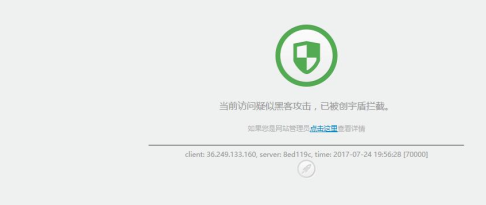 当前访问疑似黑客攻击，已被创宇盾拦截。
如果您是网站管理员点击这里查看详情
client: 36.249.133.160, server: 8ed119c, time: 2017-07-24 19:56:28 [70000]